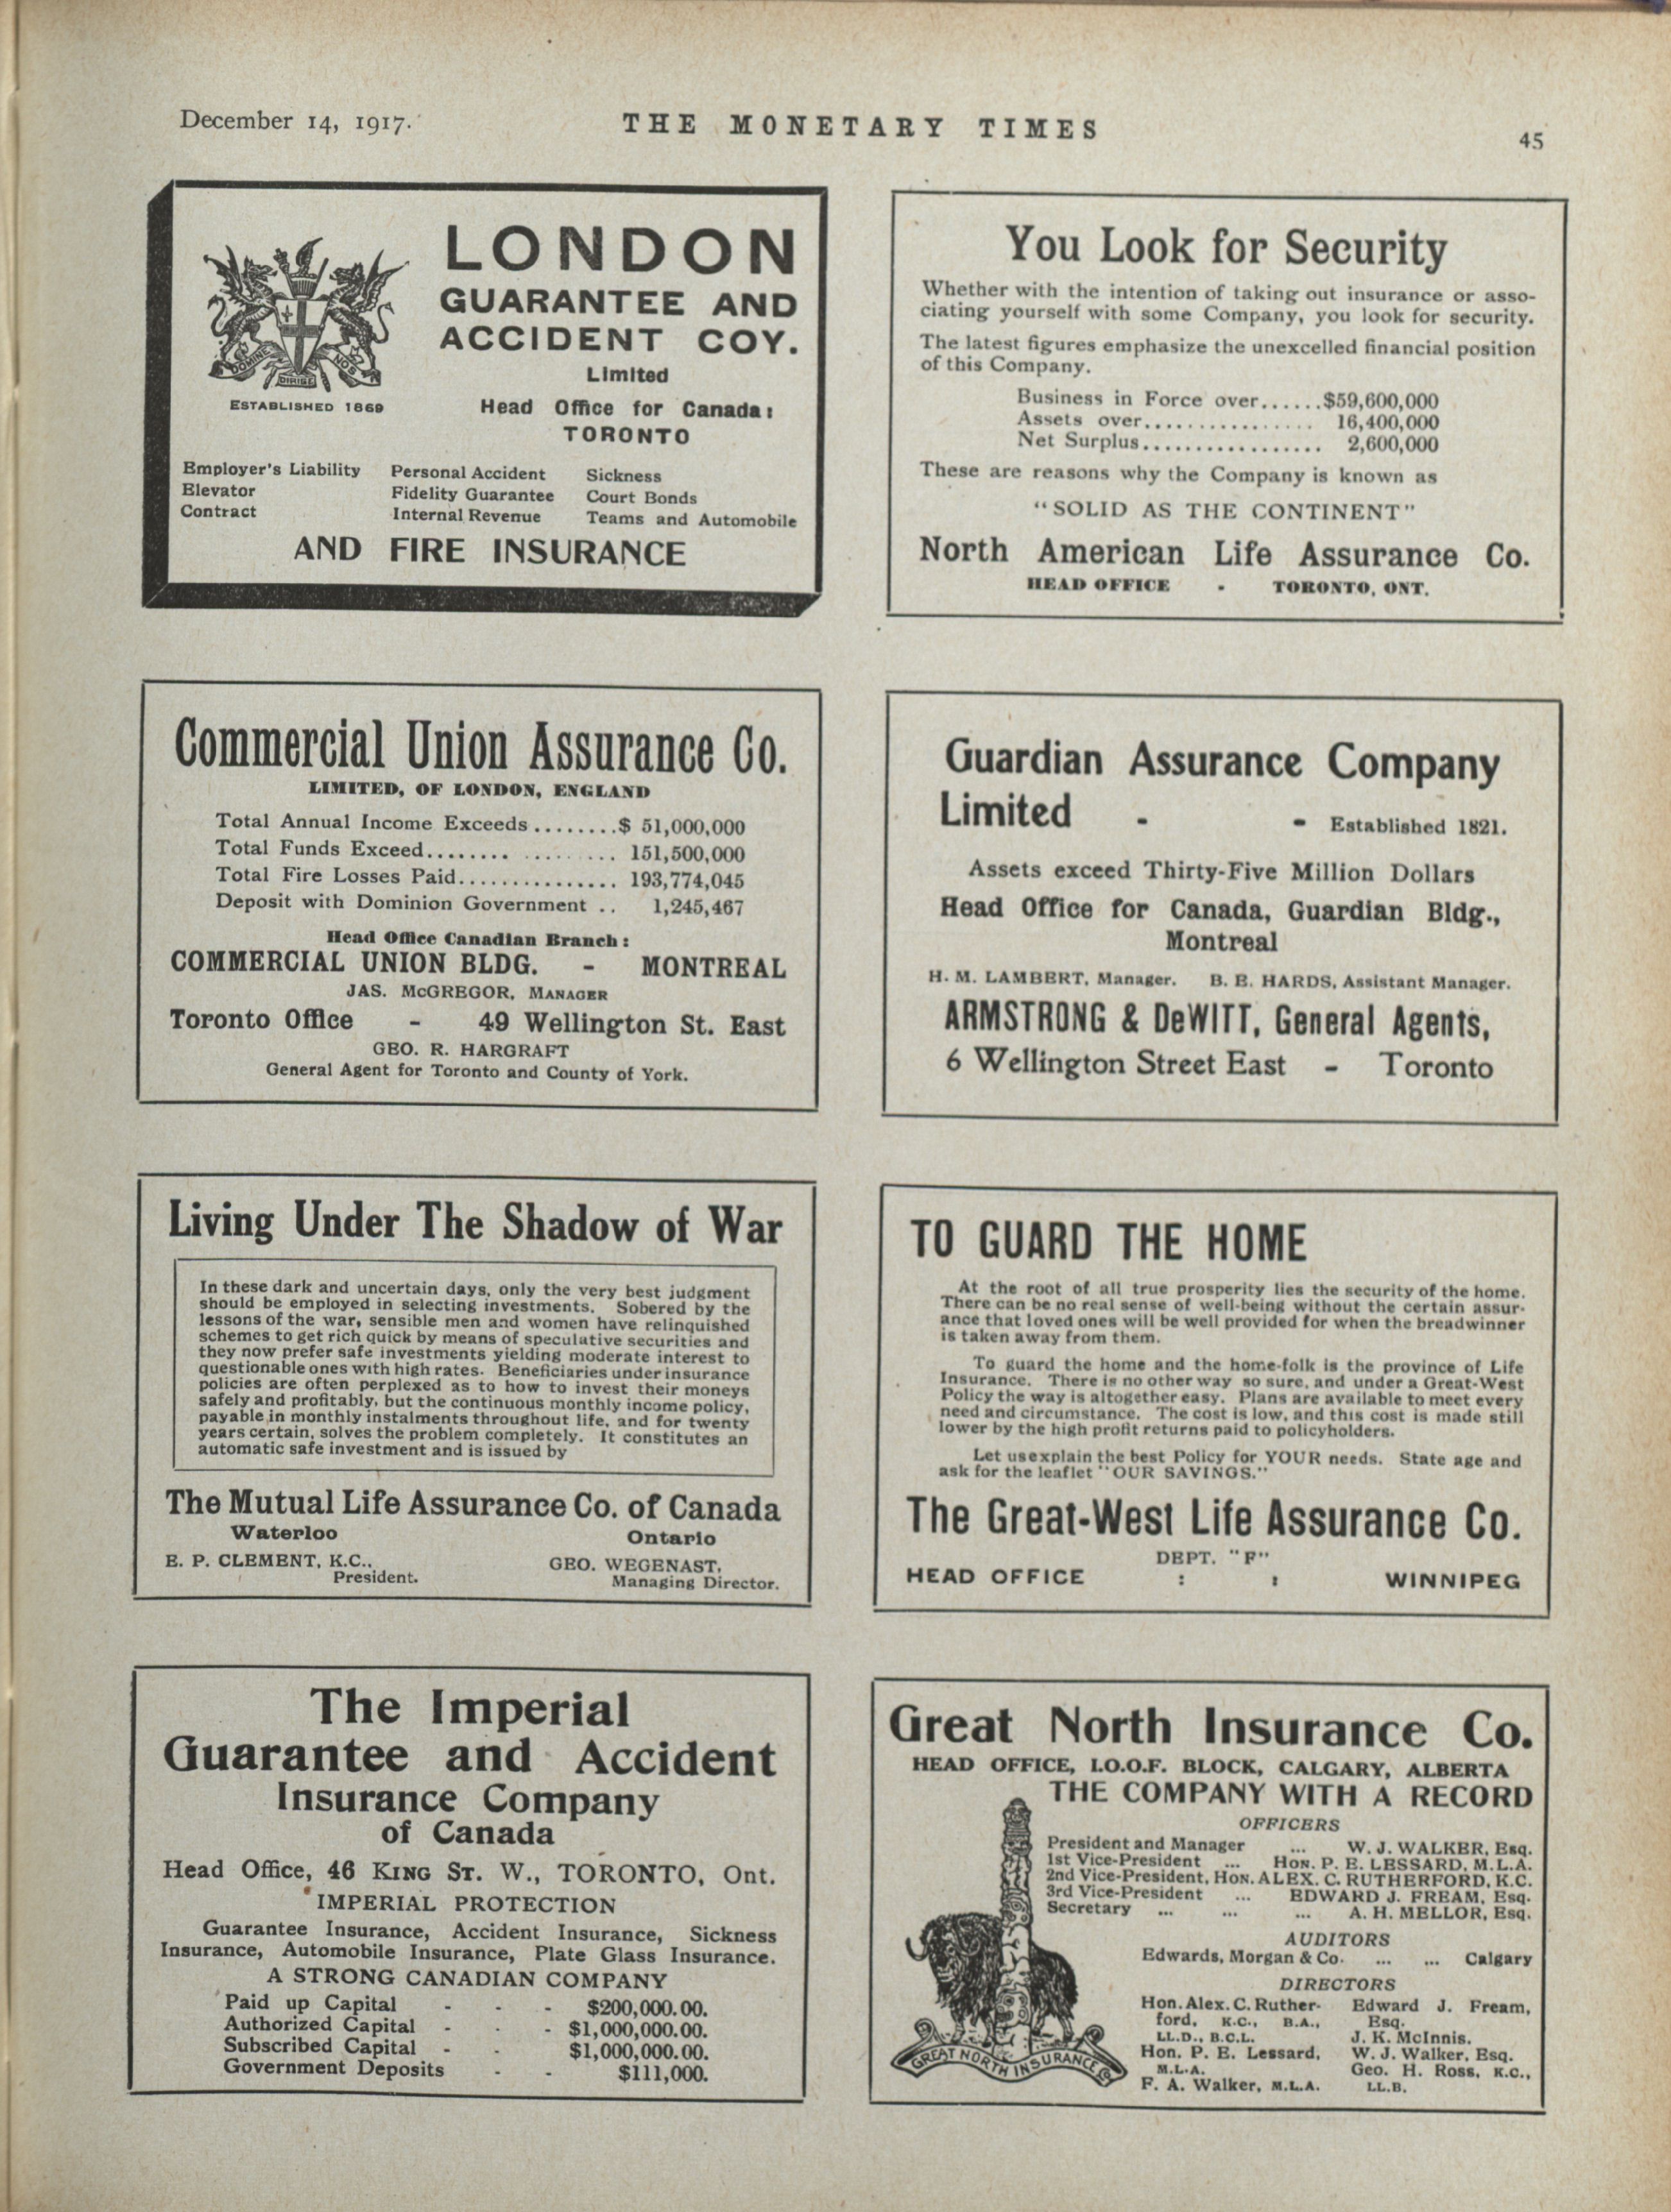 December 14, 1917.
THE MONETARY TIMES
45
LONDON
GUARANTEE AND
ACCIDENT COY.
Limited
DOMINE DIRIGE NOS
ESTABLISHED 1869
Head Office for Canada:
TORONTO
Employer's Liability Personal Accident Sickness
Elevator Fidelity Guarantee Court Bonds
Contract Internal Revenue Teams and Automobile
AND FIRE INSURANCE
You Look for Security
Whether with the intention of taking out insurance or asso-
ciating yourself with some Company, you look for security.
The latest figures emphasize the unexcelled financial position
of this Company.
Business in Force over......$59,600,000
Assets over................ 16,400,000
Net Surplus................. 2,600,000
These are reasons why the Company is known as
"SOLID AS THE CONTINENT"
North American Life Assurance Co.
HEAD OFFICE - TORONTO, ONT.
Commercial Union Assurance Co.
LIMITED, OF LONDON, ENGLAND
Total Annual Income Exceeds ........$ 51,000,000
Total Funds Exceed........ ......... 151,500,000
Total Fire Losses Paid............... 193,774,045
Deposit with Dominion Government .. 1,245,467
Head Office Canadian Branch:
COMMERCIAL UNION BLDG. - MONTREAL
JAS. McGREGOR, MANAGER
Toronto Office - 49 Wellington St. East
GEO. R. HARGRAFT
General Agent for Toronto and County of York.
Guardian Assurance Company
Limited - - Established 1821.
Assets exceed Thirty-Five Million Dollars
Head Office for Canada, Guardian Bldg.,
Montreal
H. M. LAMBERT, Manager. B. E. HARDS, Assistant Manager.
ARMSTRONG & DeWITT, General Agents,
6 Wellington Street East - Toronto
Living Under The Shadow of War
In these dark and uncertain days, only the very best judgment
should be employed in selecting investments. Sobered by the
lessons of the war, sensible men and women have relinquished
schemes to get rich quick by means of speculative securities and
they now prefer safe investments yielding moderate interest to
questionable ones with high rates. Beneficiaries under insurance
policies are often perplexed as to how to invest their moneys
safely and profitably, but the continuous monthly income policy,
payable in monthly instalments throughout life, and for twenty
years certain, solves the problem completely. It constitutes an
automatic safe investment and is issued by
The Mutual Life Assurance Co. of Canada
Waterloo Ontario
E. P. CLEMENT, K.C., GEO. WEGENAST,
President. Managing Director.
TO GUARD THE HOME
At the root of all true prosperity lies the security of the home.
There can be no real sense of well-being without the certain assur-
ance that loved ones will be well provided for when the breadwinner
is taken away from them.
To guard the home and the home-folk is the province of Life
Insurance. There is no other way so sure, and under a Great-West
Policy the way is altogether easy. Plans are available to meet every
need and circumstance. The cost is low, and this cost is made still
lower by the high profit returns paid to policyholders.
Let us explain the best Policy for YOUR needs. State age and
ask for the leaflet "OUR SAVINGS."
The Great-West Life Assurance Co.
DEPT. "F"
HEAD OFFICE : : WINNIPEG
The Imperial
Guarantee and Accident
Insurance Company
of Canada
Head Office, 46 KING ST. W., TORONTO, Ont.
IMPERIAL PROTECTION
Guarantee Insurance, Accident Insurance, Sickness
Insurance, Automobile Insurance, Plate Glass Insurance.
A STRONG CANADIAN COMPANY
Paid up Capital - - - $200,000.00.
Authorized Capital - - - $1,000,000.00.
Subscribed Capital - - $1,000,000.00.
Government Deposits - - $111,000.
Great North Insurance Co.
HEAD OFFICE, I.O.O.F. BLOCK, CALGARY, ALBERTA
THE COMPANY WITH A RECORD
OFFICERS
President and Manager ... W. J. WALKER, Esq.
1st Vice-President ... HON. P. E. LESSARD, M.L.A.
2nd Vice-President, HON. ALEX. C. RUTHERFORD, K.C.
3rd Vice-President ... EDWARD J. FREAM, Esq.
Secretary ... ... ... A. H. MELLOR, Esq.
AUDITORS
Edwards, Morgan & Co. ... ... Calgary
DIRECTORS
Hon. Alex. C. Ruther- Edward J. Fream,
ford, K.C., B.A., Esq.
LL.D., B.C.L. J. K. McInnis.
Hon. P. E. Lessard, W. J. Walker, Esq.
M.L.A. Geo. H. Ross, K.C.,
F. A. Walker, M.L.A. LL.B.
GREAT NORTH INSURANCE Co